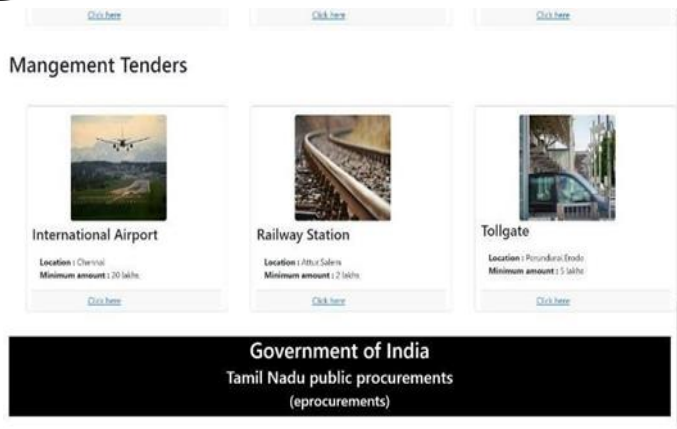 Click here
Click here
Click here
Mangement Tenders
International Airport
Location : Chennai
Minimum amount : 20 lakhs
Click here
Railway Station
Location : Attur,Salem
Minimum amount : 2 lakhs
Click here
Tollgate
Location : Perundurai,Erode
Minimum amount : 5 lakhs
Click here
Government of India
Tamil Nadu public procurements
(eprocurements)